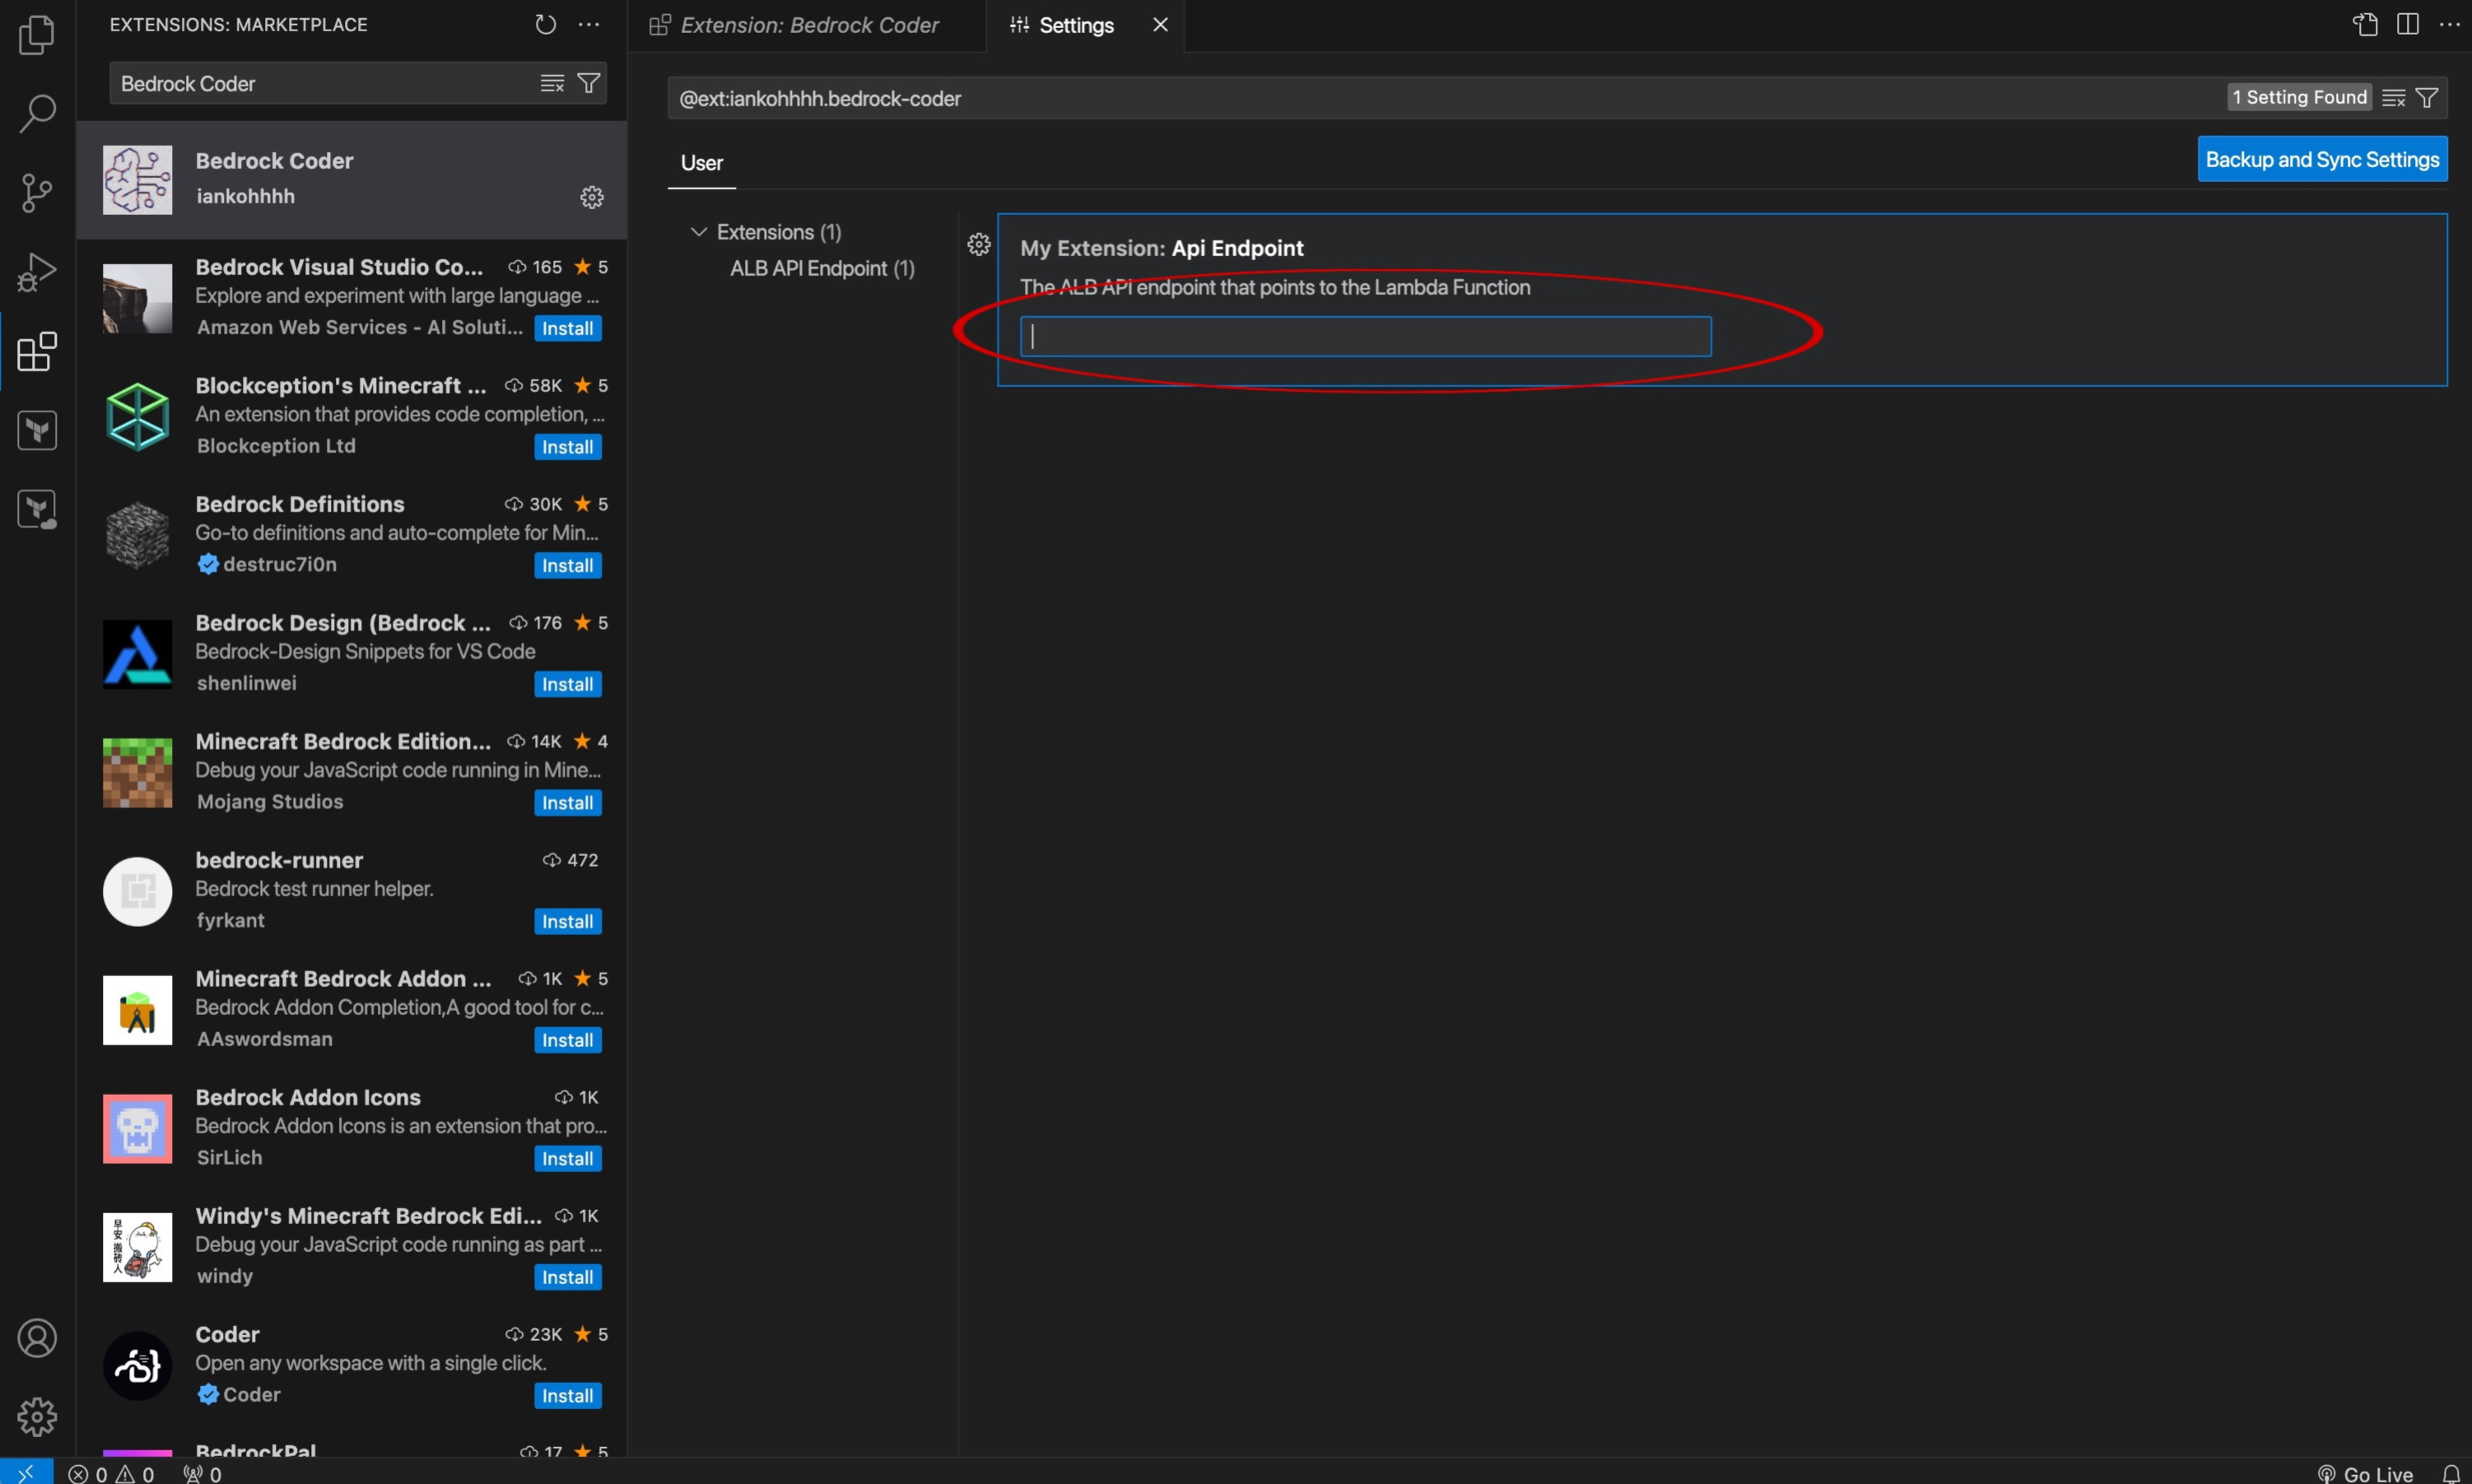 EXTENSIONS: MARKETPLACE
Bedrock Coder
Bedrock Coder
iankohhhh
Bedrock Visual Studio Co... 165 5
Explore and experiment with large language ...
Amazon Web Services - AI Soluti... Install
Blockception's Minecraft ... 58K 5
An extension that provides code completion, ...
Blockception Ltd Install
Bedrock Definitions 30K 5
Go-to definitions and auto-complete for Min...
destruc7i0n Install
Bedrock Design (Bedrock ... 176 5
Bedrock-Design Snippets for VS Code
shenlinwei Install
Minecraft Bedrock Edition... 14K 4
Debug your JavaScript code running in Mine...
Mojang Studios Install
bedrock-runner 472
Bedrock test runner helper.
fyrkant Install
Minecraft Bedrock Addon ... 1K 5
Bedrock Addon Completion,A good tool for c...
AAswordsman Install
Bedrock Addon Icons 1K
Bedrock Addon Icons is an extension that pro...
SirLich Install
早安 搬砖人
Windy's Minecraft Bedrock Edi... 1K
Debug your JavaScript code running as part ...
windy Install
Coder 23K 5
Open any workspace with a single click.
Coder Install
BedrockPal 17 5
Extension: Bedrock Coder
Settings
@ext:iankohhhh.bedrock-coder
1 Setting Found
User
Backup and Sync Settings
Extensions (1)
ALB API Endpoint (1)
My Extension: Api Endpoint
The ALB API endpoint that points to the Lambda Function
0 0 0
Go Live